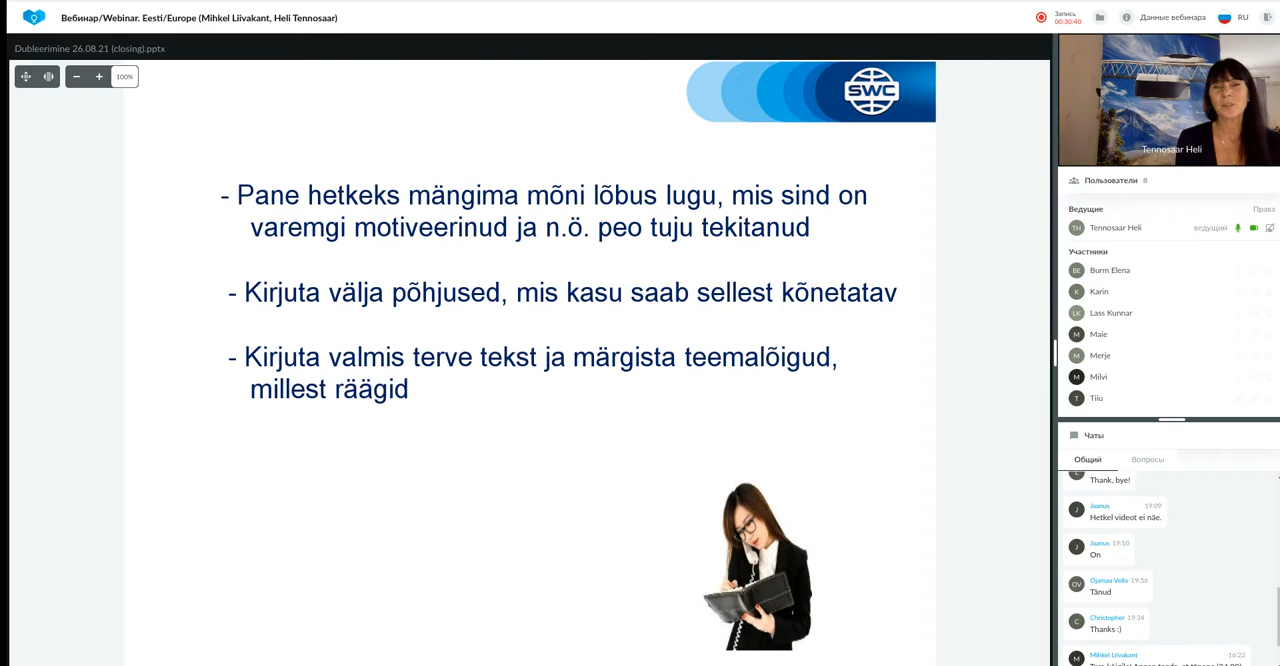 Вебинар/Webinar. Eesti/Europe (Mihkel Liivakant, Heli Tennosaar)
Запись
00:30:40
Данные вебинара
RU
Dubleerimine 26.08.21 (closing).pptx
100%
SWC
- Pane hetkeks mängima mõni lõbus lugu, mis sind on
varemgi motiveerinud ja n.ö. peo tuju tekitanud
- Kirjuta välja põhjused, mis kasu saab sellest kõnetatav
- Kirjuta valmis terve tekst ja märgista teemalõigud,
millest räägid
Tennosaar Heli
Пользователи 8
Ведущие Права
TH Tennosaar Heli ведущий
Участники
BE Burm Elena
K Karin
LK Lass Kunnar
M Maie
M Merje
M Milvi
T Tiiu
Чаты
Общий Вопросы
Thank, bye!
J Jaanus 19:09
Hetkel videot ei näe.
J Jaanus 19:10
On
OV Ojamaa Vello 19:56
Tänud
C Christopher 19:34
Thanks :)
M Mihkel Liivakant 16:22